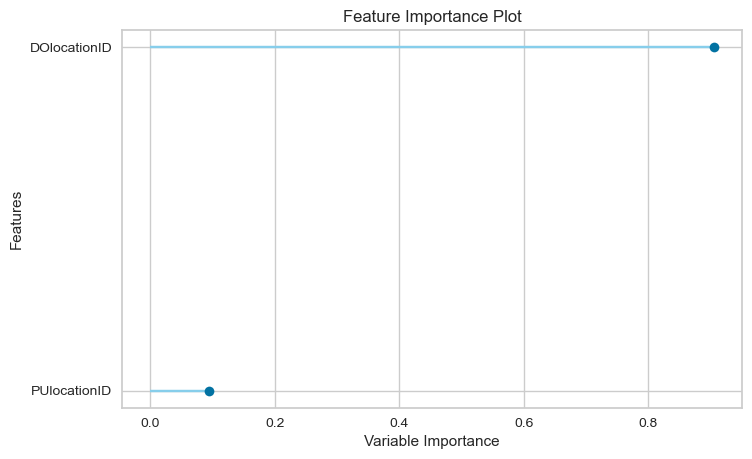 Feature Importance Plot
DOlocationID
Features
PUlocationID
0.0 0.2 0.4 0.6 0.8
Variable Importance